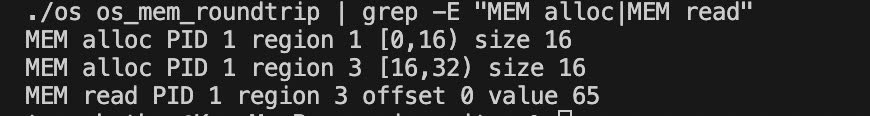 ./os os_mem_roundtrip | grep -E "MEM alloc|MEM read"
MEM alloc PID 1 region 1 [0,16) size 16
MEM alloc PID 1 region 3 [16,32) size 16
MEM read PID 1 region 3 offset 0 value 65